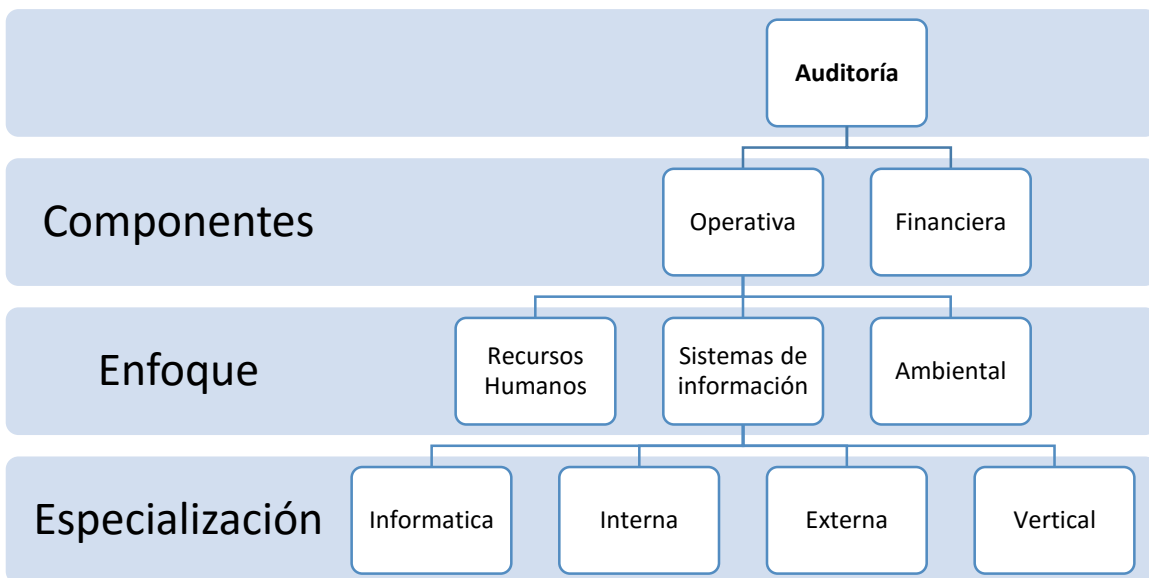 Auditoría
Componentes
Operativa
Financiera
Enfoque
Recursos
Humanos
Sistemas de
información
Ambiental
Especialización
Informatica
Interna
Externa
Vertical